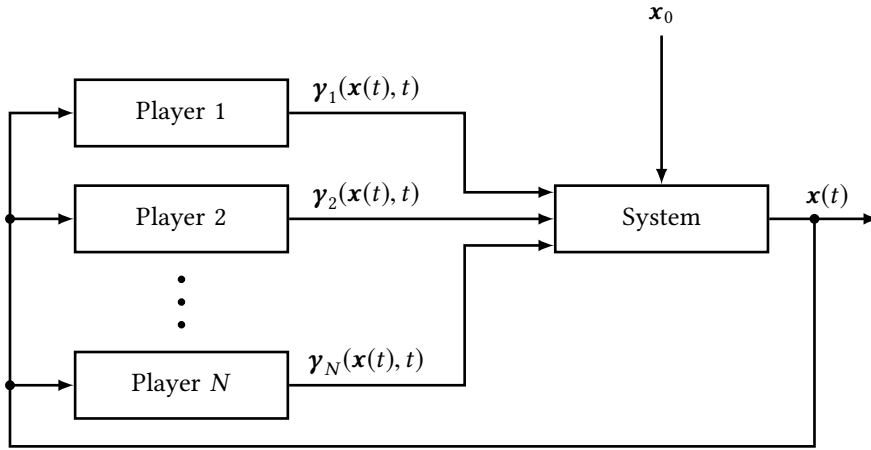 𝒙₀
Player 1
𝜸₁(𝒙(t), t)
Player 2
𝜸₂(𝒙(t), t)
System
𝒙(t)
Player N
𝜸_N(𝒙(t), t)